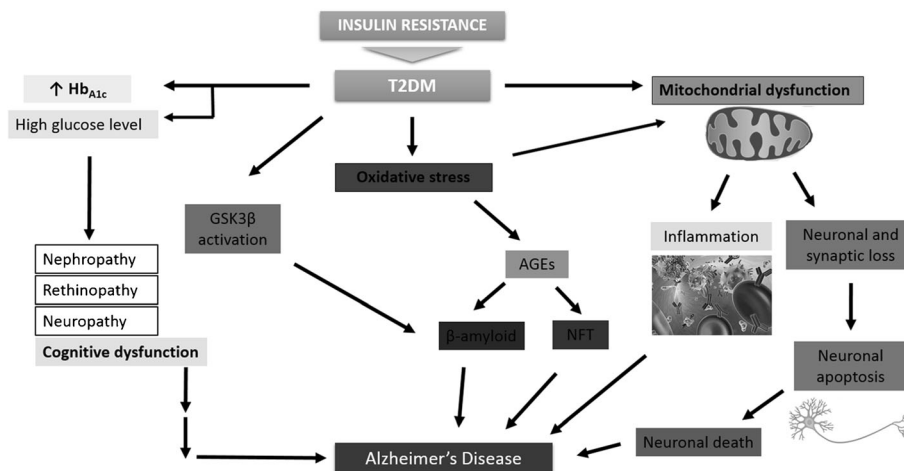 INSULIN RESISTANCE
T2DM
↑ HbA1c
High glucose level
Mitochondrial dysfunction
Oxidative stress
GSK3β
activation
Inflammation
Neuronal and
synaptic loss
AGEs
Nephropathy
Rethinopathy
Neuropathy
Cognitive dysfunction
β-amyloid
NFT
Neuronal
apoptosis
Neuronal death
Alzheimer's Disease